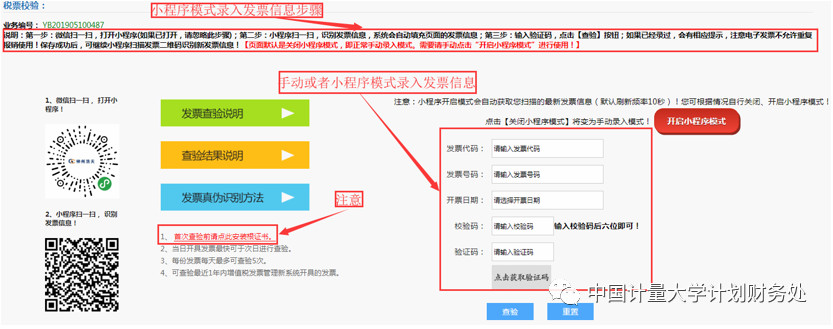 税票校验：
小程序模式录入发票信息步骤
业务编号： YB201905100487
说明：第一步：微信扫一扫，打开小程序(如果已打开，请忽略此步骤)；第二步：小程序扫一扫，识别发票信息，系统会自动填充页面的发票信息；第三步：输入验证码，点击【查验】按钮；如果已经录过，会有相应提示，注意电子发票不允许重复
报销使用！保存成功后，可继续小程序扫描发票二维码识别新发票信息！【页面默认是关闭小程序模式，即正常手动录入模式。需要请手动点击“开启小程序模式”进行使用！】
手动或者小程序模式录入发票信息
注意：小程序开启模式会自动获取您扫描的最新发票信息（默认刷新频率10秒）！您可根据情况自行关闭、开启小程序模式！
点击【关闭小程序模式】将变为手动录入模式！ 开启小程序模式
1、微信扫一扫，打开小
程序！
2、小程序扫一扫，识别
发票信息！
发票查验说明
查验结果说明
发票真伪识别方法
注意
1、首次查验前请点此安装根证书。
2、当日开具发票最快可于次日进行查验。
3、每份发票每天最多可查验5次。
4、可查验最近1年内增值税发票管理新系统开具的发票。
发票代码： 请输入发票代码
发票号码： 请输入发票号码
开票日期： 请选择开票日期
校验码： 请输入校验码 输入校验码后六位即可！
验证码： 请输入验证码
点击获取验证码
查验 重置
中国计量大学计划财务处